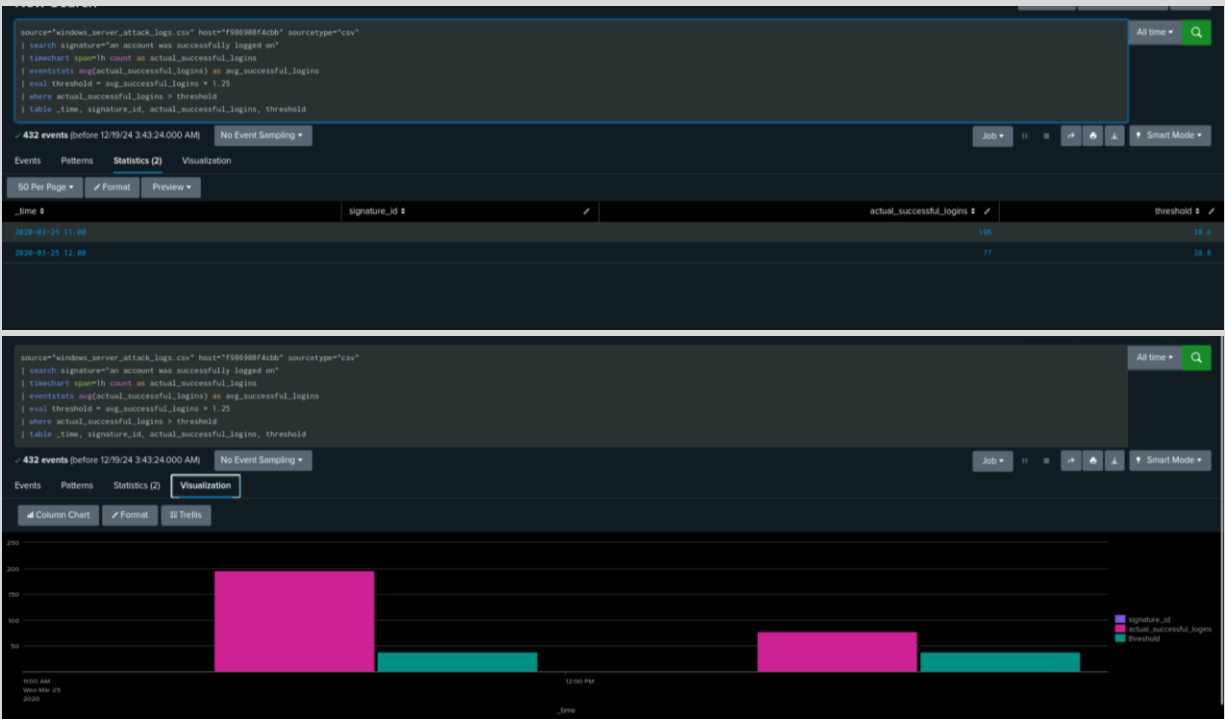 source="windows_server_attack_logs.csv" host="f986908f4cbb" sourcetype="csv"
All time
| search signature="an account was successfully logged on"
| timechart span=1h count as actual_successful_logins
| eventstats avg(actual_successful_logins) as avg_successful_logins
| eval threshold = avg_successful_logins * 1.25
| where actual_successful_logins > threshold
| table _time, signature_id, actual_successful_logins, threshold
432 events (before 12/19/24 3:43:24.000 AM) No Event Sampling Job Smart Mode
Events Patterns Statistics (2) Visualization
50 Per Page Format Preview
_time signature_id actual_successful_logins threshold
2020-03-25 11:00 196 38.6
2020-03-25 12:00 77 38.6
source="windows_server_attack_logs.csv" host="f986908f4cbb" sourcetype="csv"
All time
| search signature="an account was successfully logged on"
| timechart span=1h count as actual_successful_logins
| eventstats avg(actual_successful_logins) as avg_successful_logins
| eval threshold = avg_successful_logins * 1.25
| where actual_successful_logins > threshold
| table _time, signature_id, actual_successful_logins, threshold
432 events (before 12/19/24 3:43:24.000 AM) No Event Sampling Job Smart Mode
Events Patterns Statistics (2) Visualization
Column Chart Format Trellis
250
200
150
100
50
signature_id
actual_successful_logins
threshold
11:00 AM 12:00 PM
Wed Mar 25
2020
_time